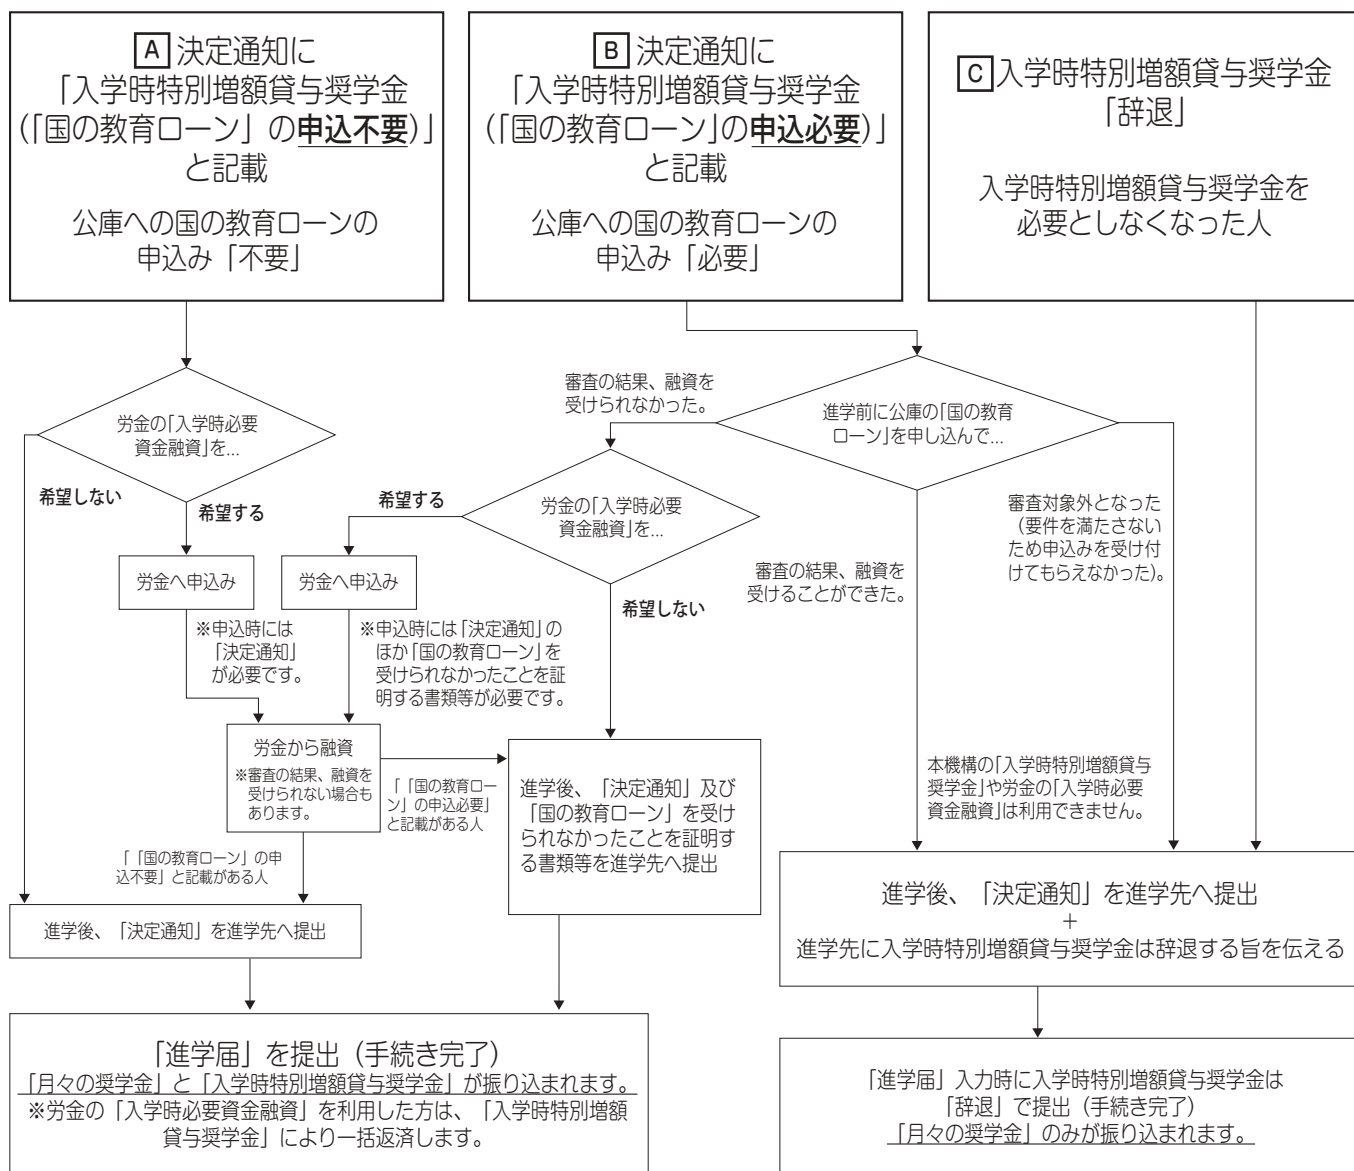 A 決定通知に
「入学時特別増額貸与奨学金
(「国の教育ローン」の申込不要)」
と記載
公庫への国の教育ローンの
申込み「不要」
B 決定通知に
「入学時特別増額貸与奨学金
(「国の教育ローン」の申込必要)」
と記載
公庫への国の教育ローンの
申込み「必要」
C 入学時特別増額貸与奨学金
「辞退」
入学時特別増額貸与奨学金を
必要としなくなった人
労金の「入学時必要
資金融資」を...
希望しない
希望する
労金へ申込み
※申込時には
「決定通知」
が必要です。
審査の結果、融資を
受けられなかった。
進学前に公庫の「国の教育
ローン」を申し込んで...
労金の「入学時必要
資金融資」を...
希望する
労金へ申込み
※申込時には「決定通知」の
ほか「国の教育ローン」を
受けられなかったことを証
明する書類等が必要です。
希望しない
審査の結果、融資を
受けることができた。
審査対象外となった
(要件を満たさない
ため申込みを受け付
けてもらえなかった)。
労金から融資
※審査の結果、融資を
受けられない場合も
あります。
「「国の教育ロー
ン」の申込必要」
と記載がある人
「「国の教育ローン」の申
込不要」と記載がある人
進学後、「決定通知」及び
「国の教育ローン」を受け
られなかったことを証明す
る書類等を進学先へ提出
本機構の「入学時特別増額貸与
奨学金」や労金の「入学時必要
資金融資」は利用できません。
進学後、「決定通知」を進学先へ提出
進学後、「決定通知」を進学先へ提出
+
進学先に入学時特別増額貸与奨学金は辞退する旨を伝える
「進学届」を提出(手続き完了)
「月々の奨学金」と「入学時特別増額貸与奨学金」が振り込まれます。
※労金の「入学時必要資金融資」を利用した方は、「入学時特別増額
貸与奨学金」により一括返済します。
「進学届」入力時に入学時特別増額貸与奨学金は
「辞退」で提出(手続き完了)
「月々の奨学金」のみが振り込まれます。